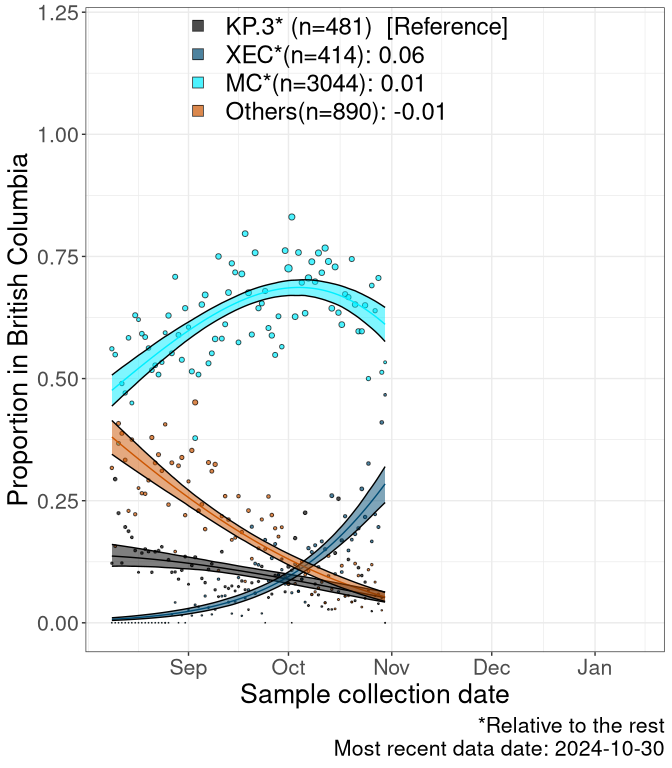 KP.3* (n=481)  [Reference]
XEC*(n=414): 0.06
MC*(n=3044): 0.01
Others(n=890): -0.01
Proportion in British Columbia
1.25
1.00
0.75
0.50
0.25
0.00
Sep Oct Nov Dec Jan
Sample collection date
*Relative to the rest
Most recent data date: 2024-10-30